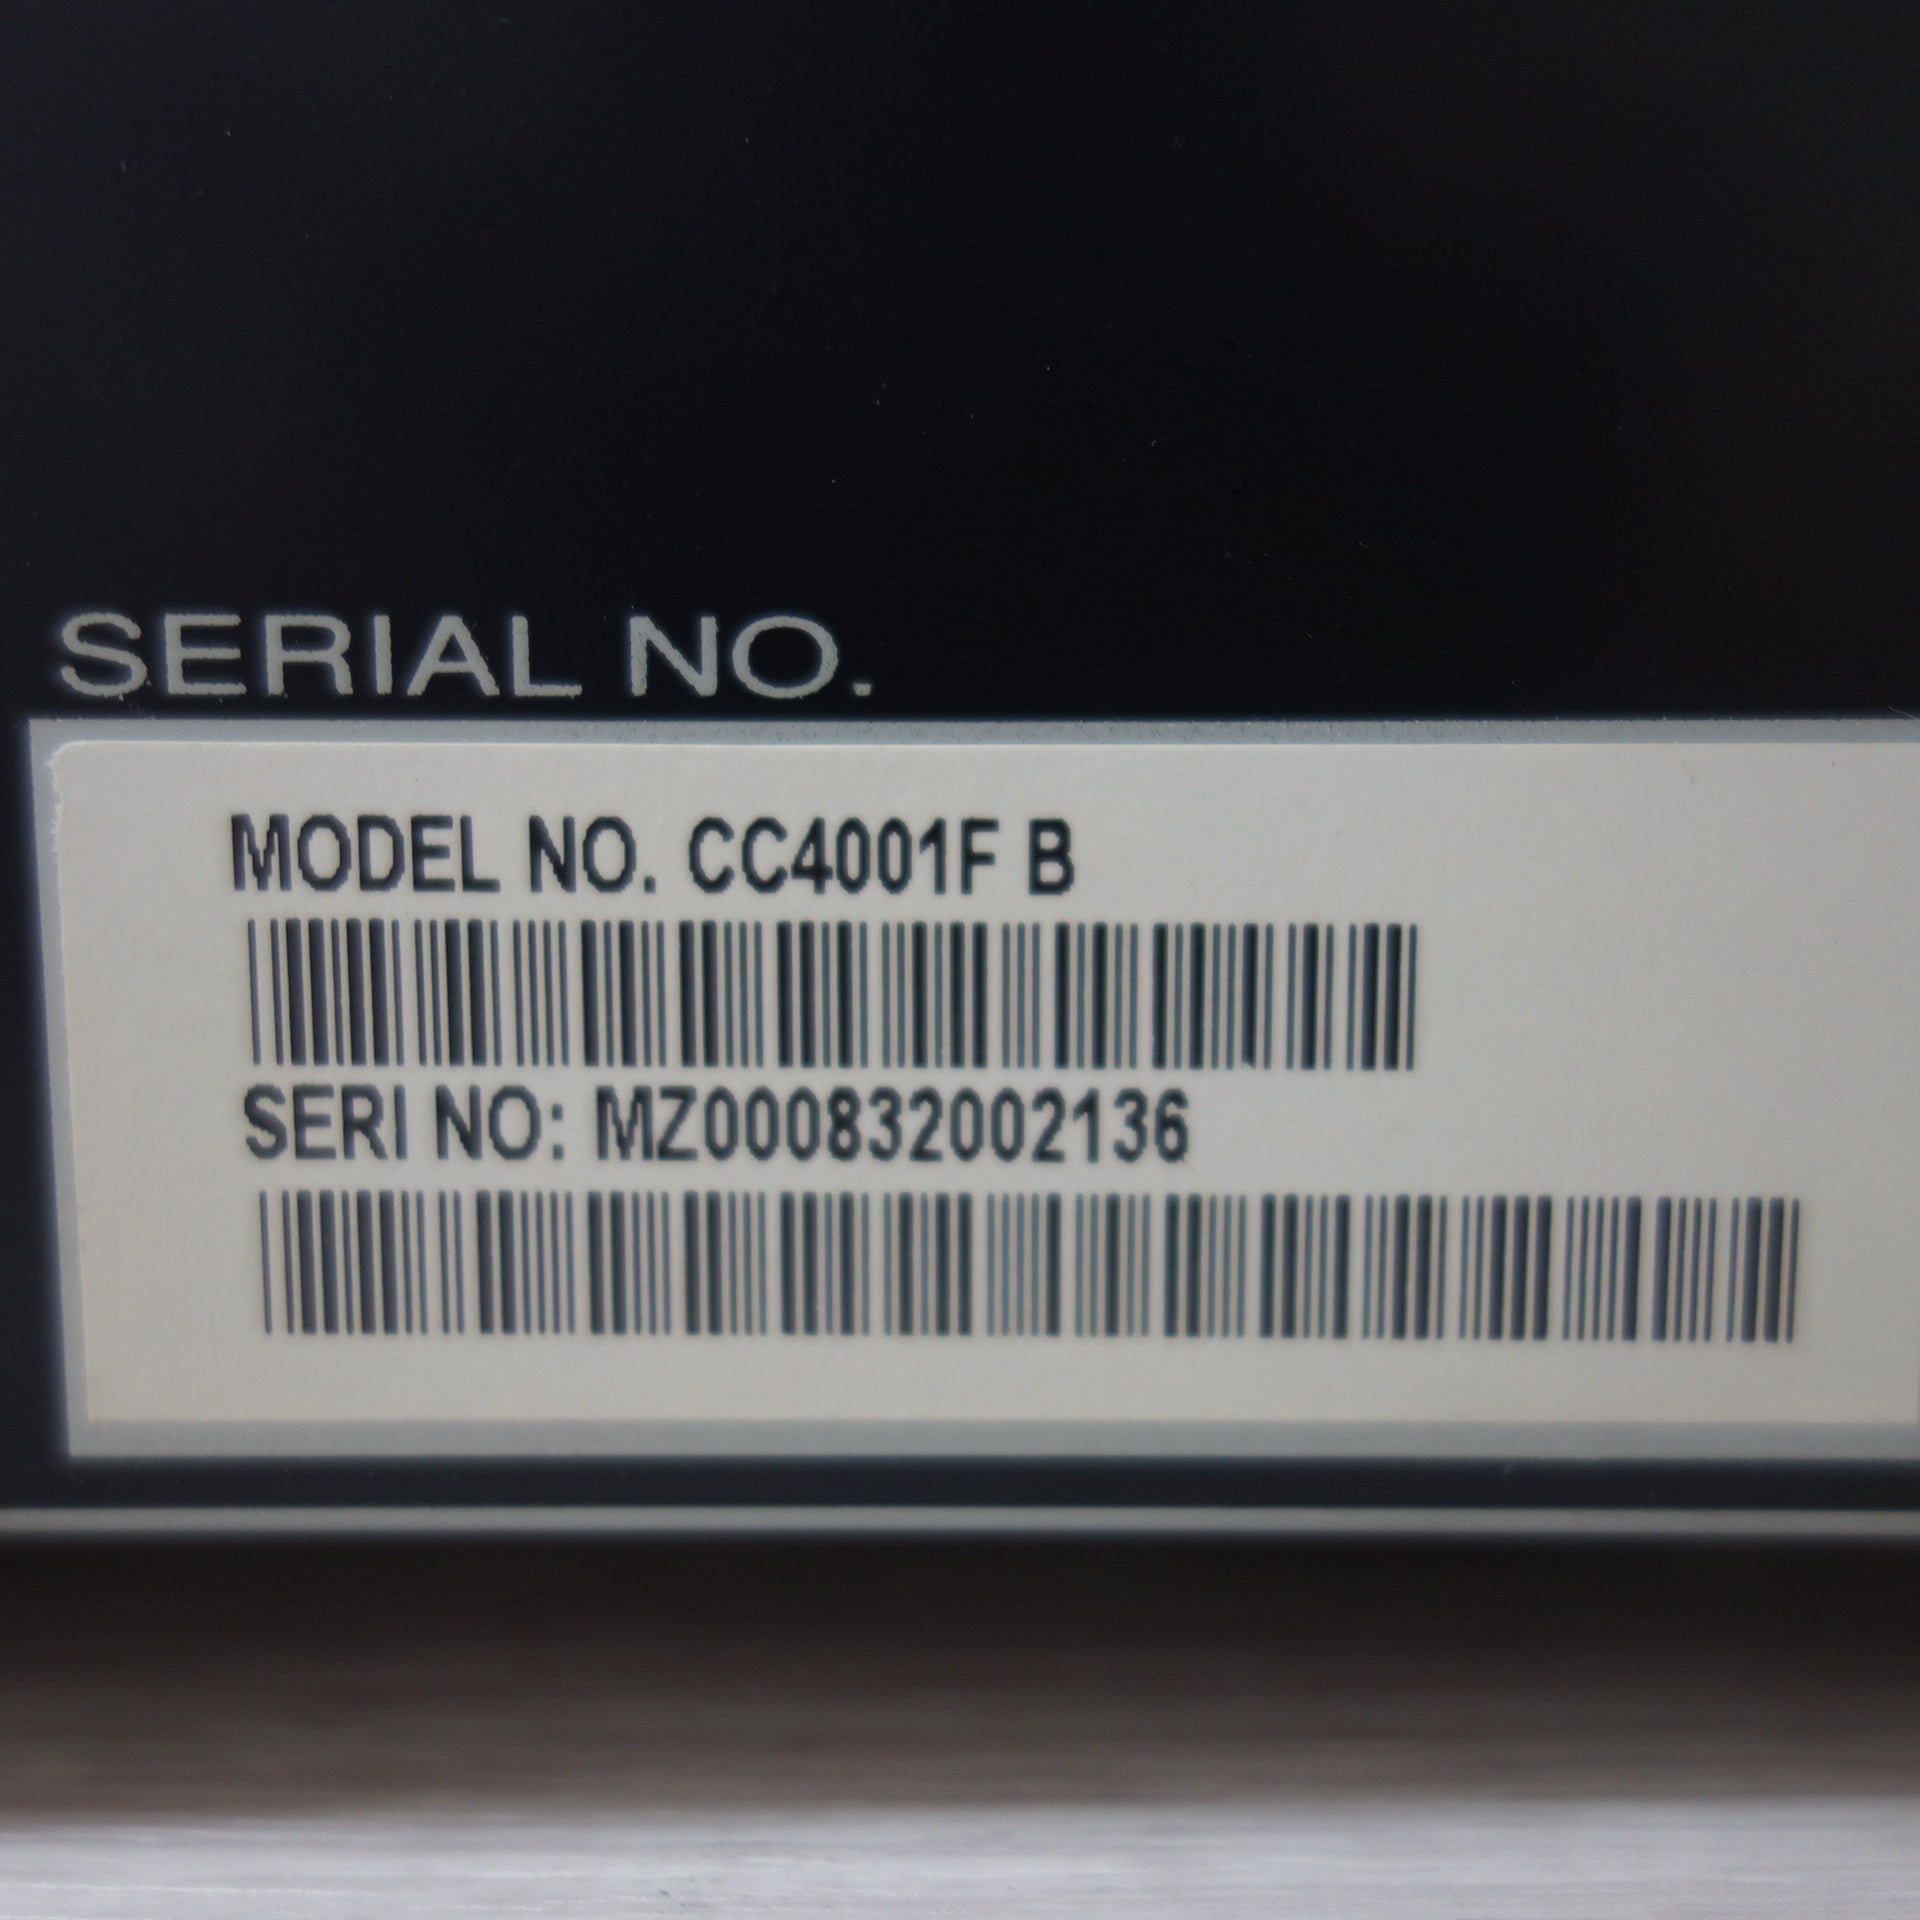 SERIAL NO.
MODEL NO. CC4001F B
SERI NO: MZ000832002136